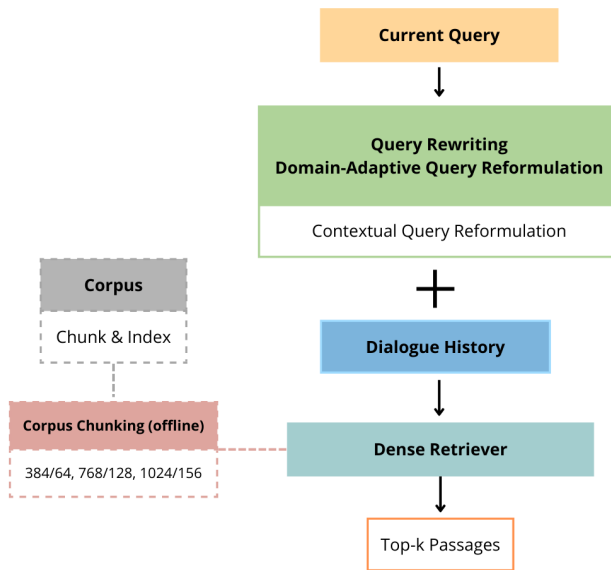 Current Query
Query Rewriting
Domain-Adaptive Query Reformulation
Contextual Query Reformulation
+
Corpus
Chunk & Index
Dialogue History
Corpus Chunking (offline)
384/64, 768/128, 1024/156
Dense Retriever
Top-k Passages